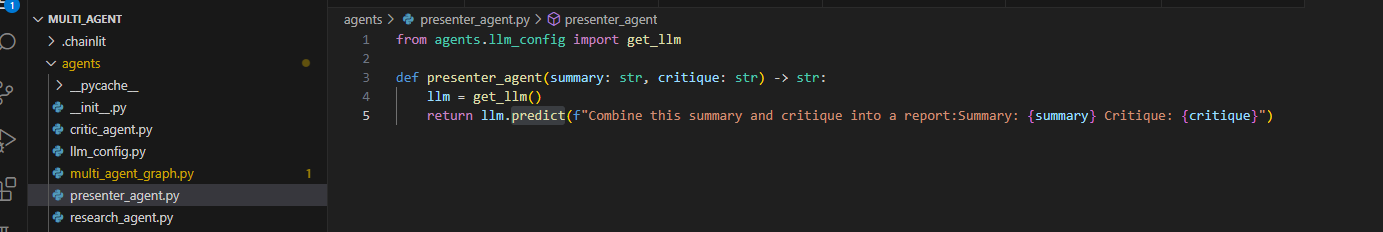 1
MULTI_AGENT
.chainlit
agents
__pycache__
__init__.py
critic_agent.py
llm_config.py
multi_agent_graph.py 1
presenter_agent.py
research_agent.py
agents > presenter_agent.py > presenter_agent
1 from agents.llm_config import get_llm
2
3 def presenter_agent(summary: str, critique: str) -> str:
4 llm = get_llm()
5 return llm.predict(f"Combine this summary and critique into a report:Summary: {summary} Critique: {critique}")